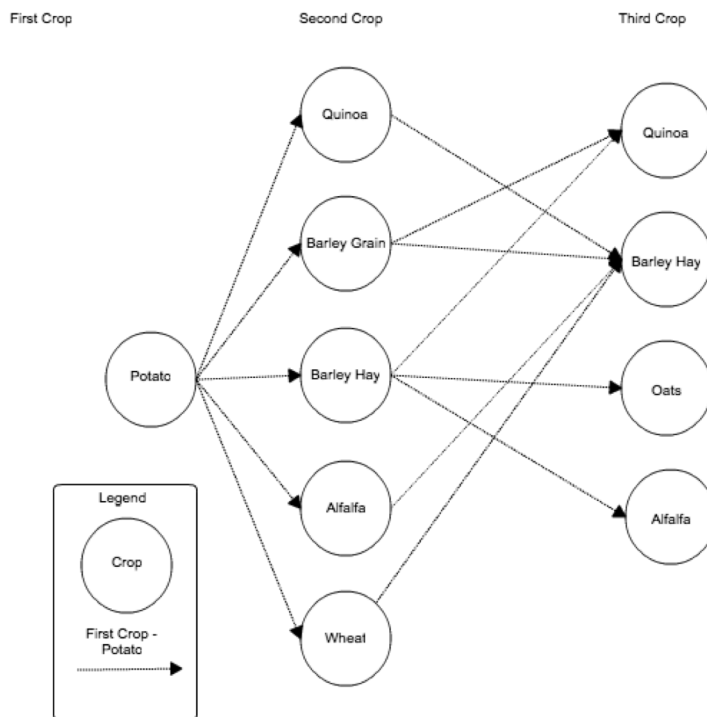 First Crop
Second Crop
Third Crop
Quinoa
Quinoa
Barley Grain
Barley Hay
Potato
Barley Hay
Oats
Alfalfa
Alfalfa
Wheat
Legend
Crop
First Crop -
Potato